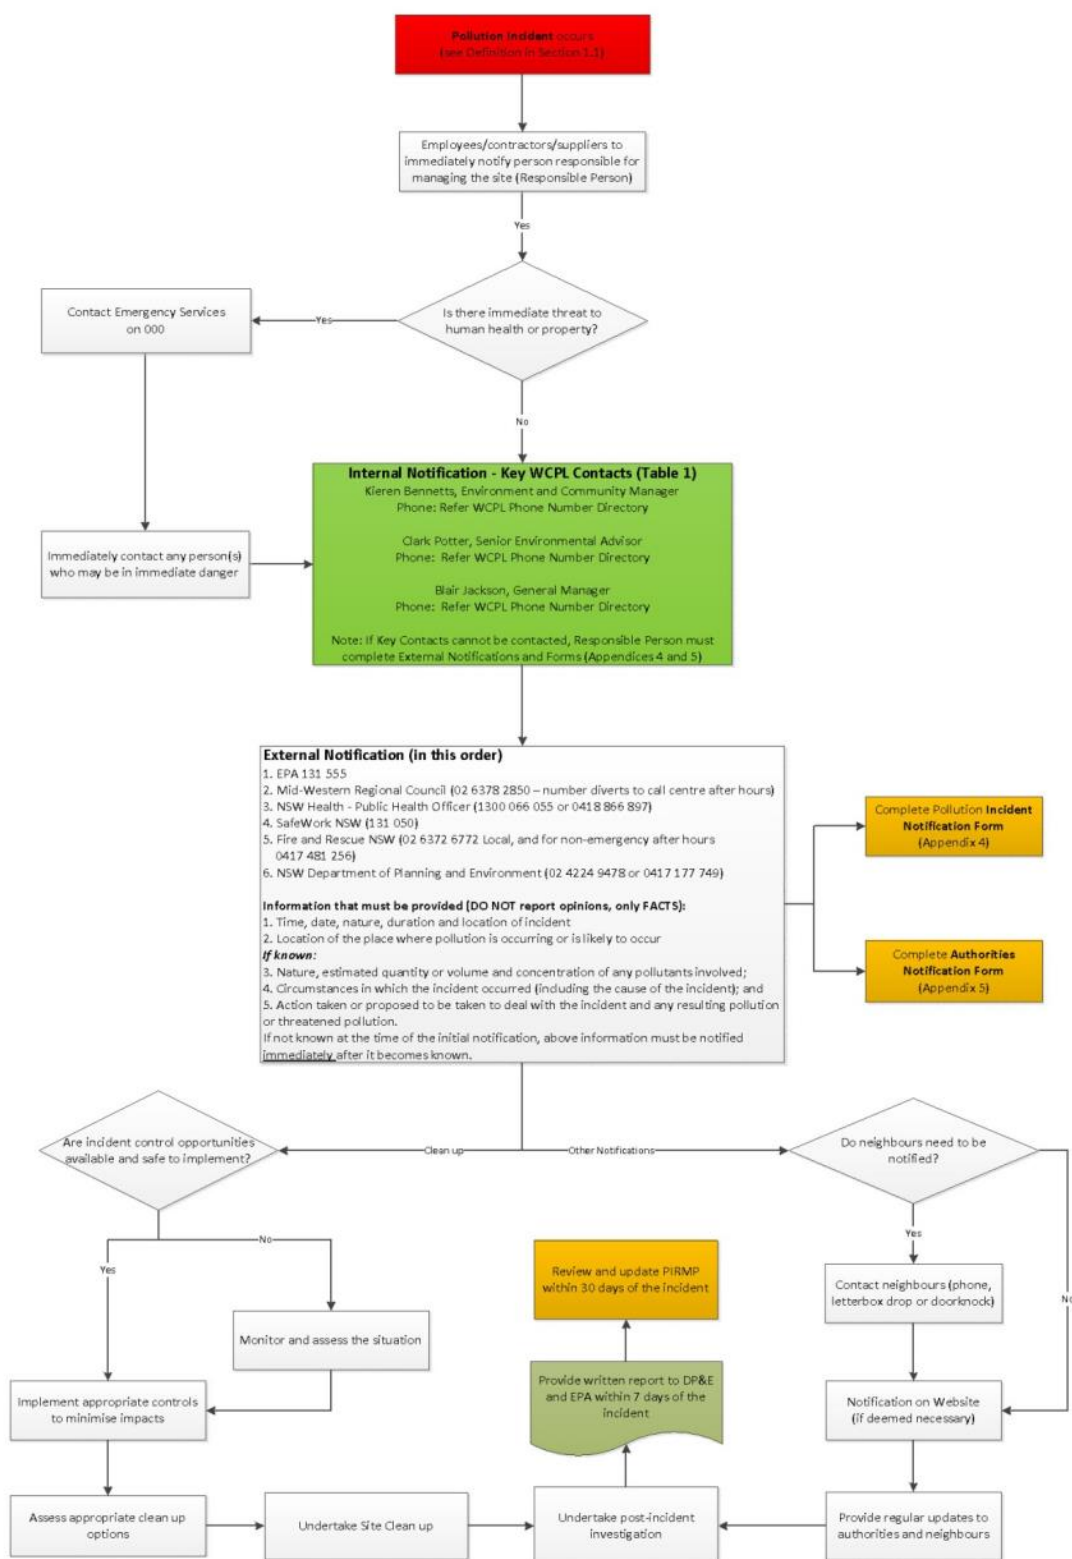 Pollution Incident occurs
(see Definition in Section 1.1)
Employees/contractors/suppliers to
immediately notify person responsible for
managing the site (Responsible Person)
Yes
Is there immediate threat to
human health or property?
Yes
Contact Emergency Services
on 000
No
Immediately contact any person(s)
who may be in immediate danger
Internal Notification - Key WCPL Contacts (Table 1)
Kieren Bennetts, Environment and Community Manager
Phone: Refer WCPL Phone Number Directory
Clark Potter, Senior Environmental Advisor
Phone: Refer WCPL Phone Number Directory
Blair Jackson, General Manager
Phone: Refer WCPL Phone Number Directory
Note: If Key Contacts cannot be contacted, Responsible Person must
complete External Notifications and Forms (Appendices 4 and 5)
External Notification (in this order)
1. EPA 131 555
2. Mid-Western Regional Council (02 6378 2850 – number diverts to call centre after hours)
3. NSW Health - Public Health Officer (1300 066 055 or 0418 866 897)
4. SafeWork NSW (131 050)
5. Fire and Rescue NSW (02 6372 6772 Local, and for non-emergency after hours
0417 481 256)
6. NSW Department of Planning and Environment (02 4224 9478 or 0417 177 749)
Information that must be provided (DO NOT report opinions, only FACTS):
1. Time, date, nature, duration and location of incident
2. Location of the place where pollution is occurring or is likely to occur
If known:
3. Nature, estimated quantity or volume and concentration of any pollutants involved;
4. Circumstances in which the incident occurred (including the cause of the incident); and
5. Action taken or proposed to be taken to deal with the incident and any resulting pollution
or threatened pollution.
If not known at the time of the initial notification, above information must be notified
immediately after it becomes known.
Complete Pollution Incident
Notification Form
(Appendix 4)
Complete Authorities
Notification Form
(Appendix 5)
Are incident control opportunities
available and safe to implement?
Clean up
Other Notifications
Do neighbours need to be
notified?
Yes
No
Monitor and assess the situation
Implement appropriate controls
to minimise impacts
Assess appropriate clean up
options
Undertake Site Clean up
Yes
No
Contact neighbours (phone,
letterbox drop or doorknock)
Notification on Website
(if deemed necessary)
Provide regular updates to
authorities and neighbours
Undertake post-incident
investigation
Provide written report to DP&E
and EPA within 7 days of the
incident
Review and update PIRMP
within 30 days of the incident